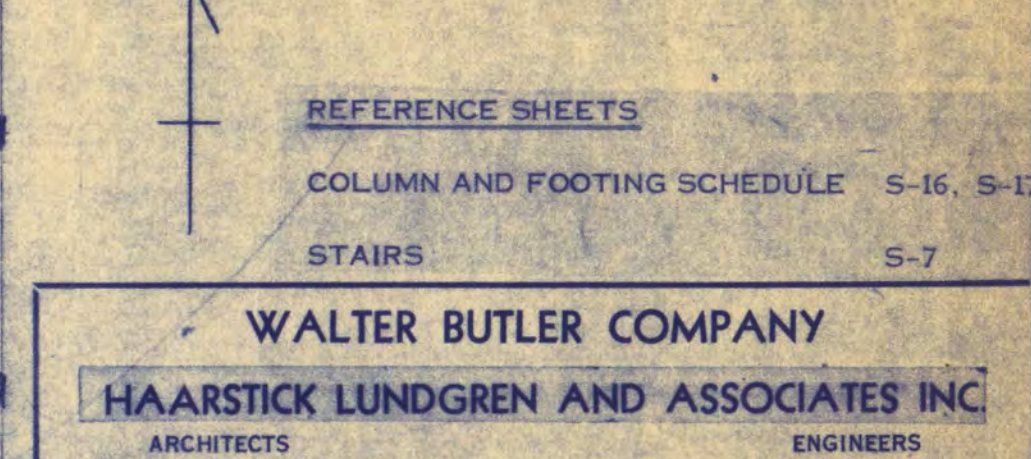 REFERENCE SHEETS
COLUMN AND FOOTING SCHEDULE S-16,
STAIRS S-7
WALTER BUTLER COMPANY
HAARSTICK LUNDGREN AND ASSOCIATES INC.
ARCHITECTS ENGINEERS